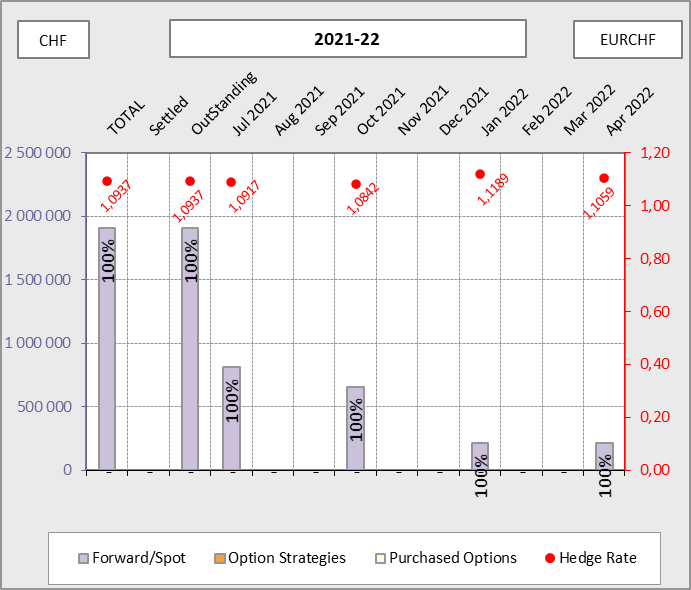 CHF
2021-22
EURCHF
TOTAL
Settled
OutStanding
Jul 2021
Aug 2021
Sep 2021
Oct 2021
Nov 2021
Dec 2021
Jan 2022
Feb 2022
Mar 2022
Apr 2022
2 500 000
2 000 000
1 500 000
1 000 000
500 000
0
1,20
1,00
0,80
0,60
0,40
0,20
0,00
1,0937
1,0937
1,0917
1,0842
1,1189
1,1059
100%
100%
100%
100%
100%
100%
- - - - - - - - -
Forward/Spot Option Strategies Purchased Options Hedge Rate